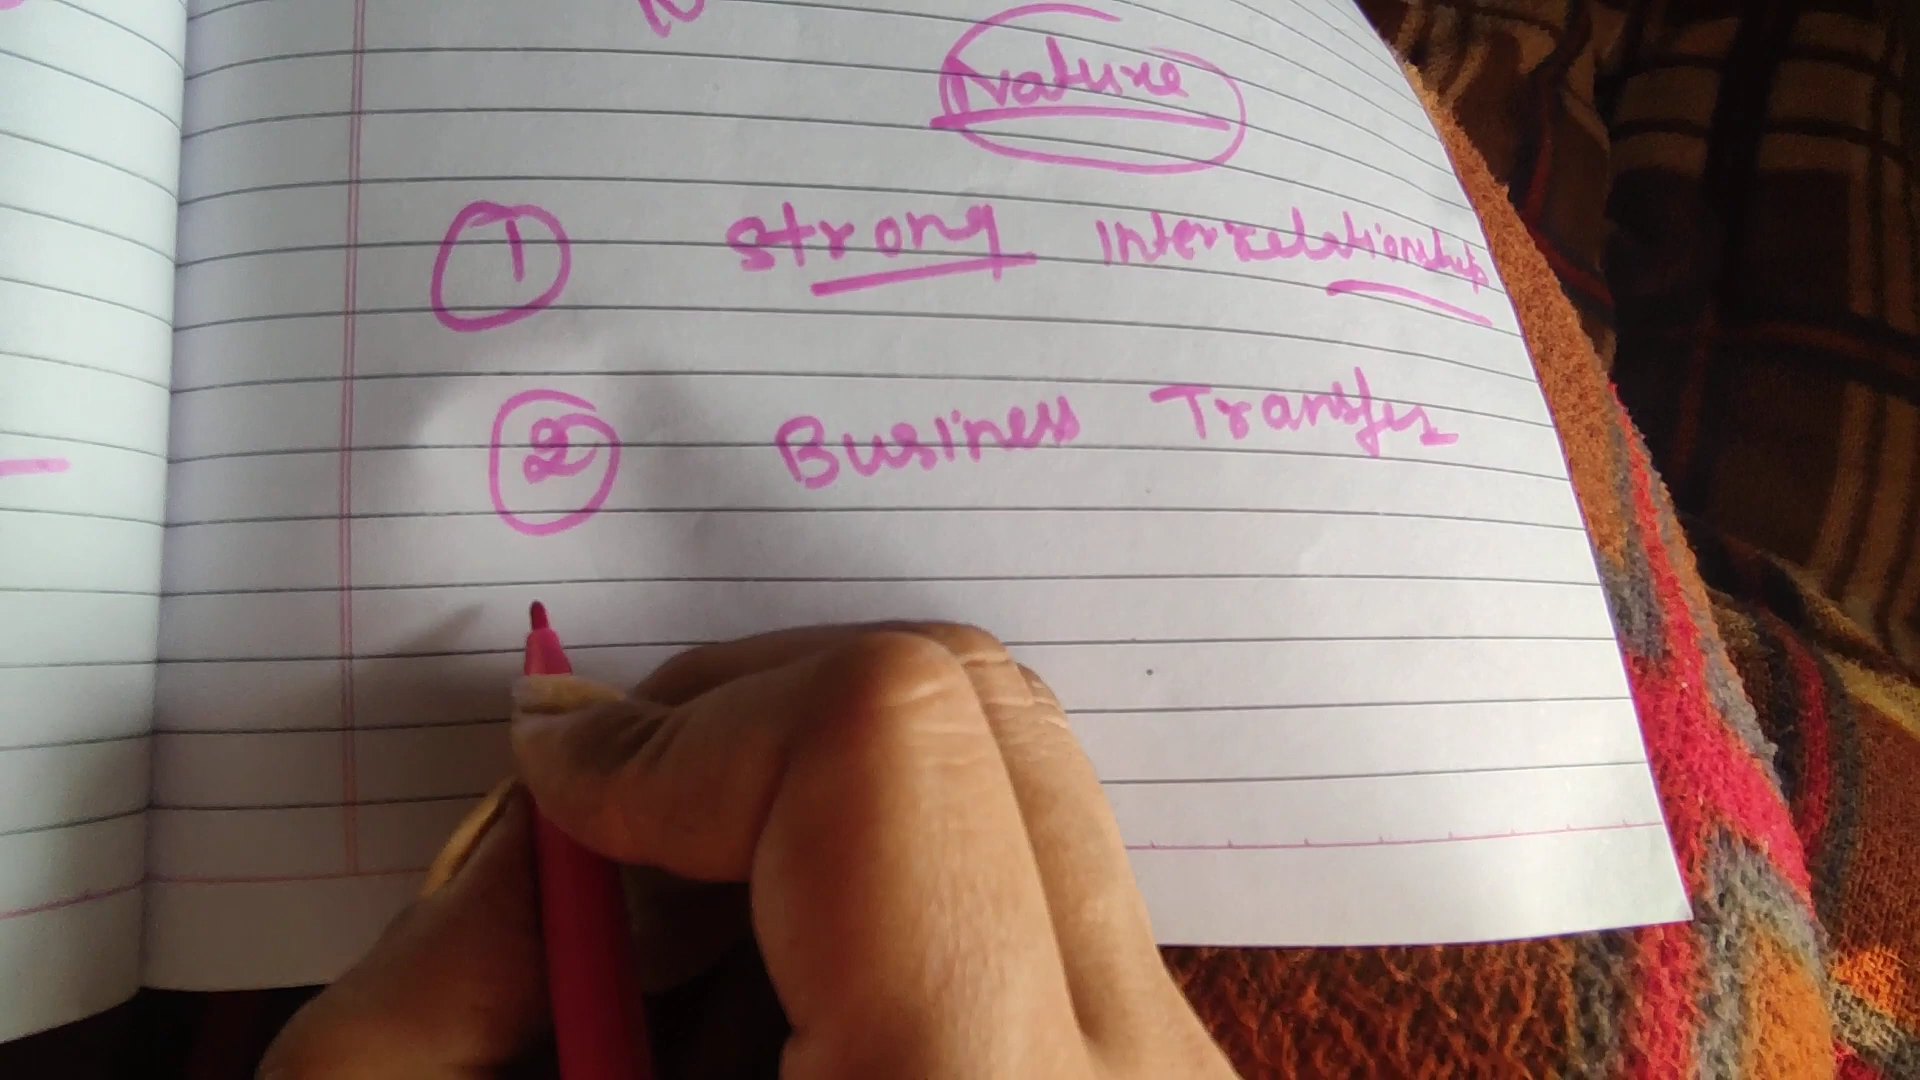 Nature
1 Strong Interrelationship
2 Business Transfer